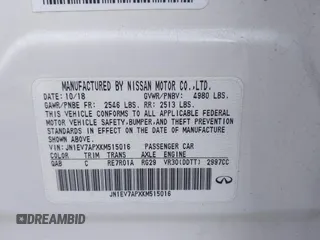 MANUFACTURED BY NISSAN MOTOR CO.,LTD.
DATE: 10/18 GVWR/PNBV: 4980 LBS.
GAWR/PNBE FR: 2546 LBS. RR: 2513 LBS.
THIS VEHICLE CONFORMS TO ALL APPLICABLE FEDERAL
MOTOR VEHICLE SAFETY, BUMPER, AND THEFT
PREVENTION STANDARDS IN EFFECT ON THE DATE OF MANUFACTURE
SHOWN ABOVE.
VIN: JN1EV7APXKM515016 PASSENGER CAR
COLOR TRIM TRANS AXLE ENGINE
QAB C RE7R01A RG29 VR30(DDTT) 2997CC
JN1EV7APXKM515016
INFINITI
DREAMBID